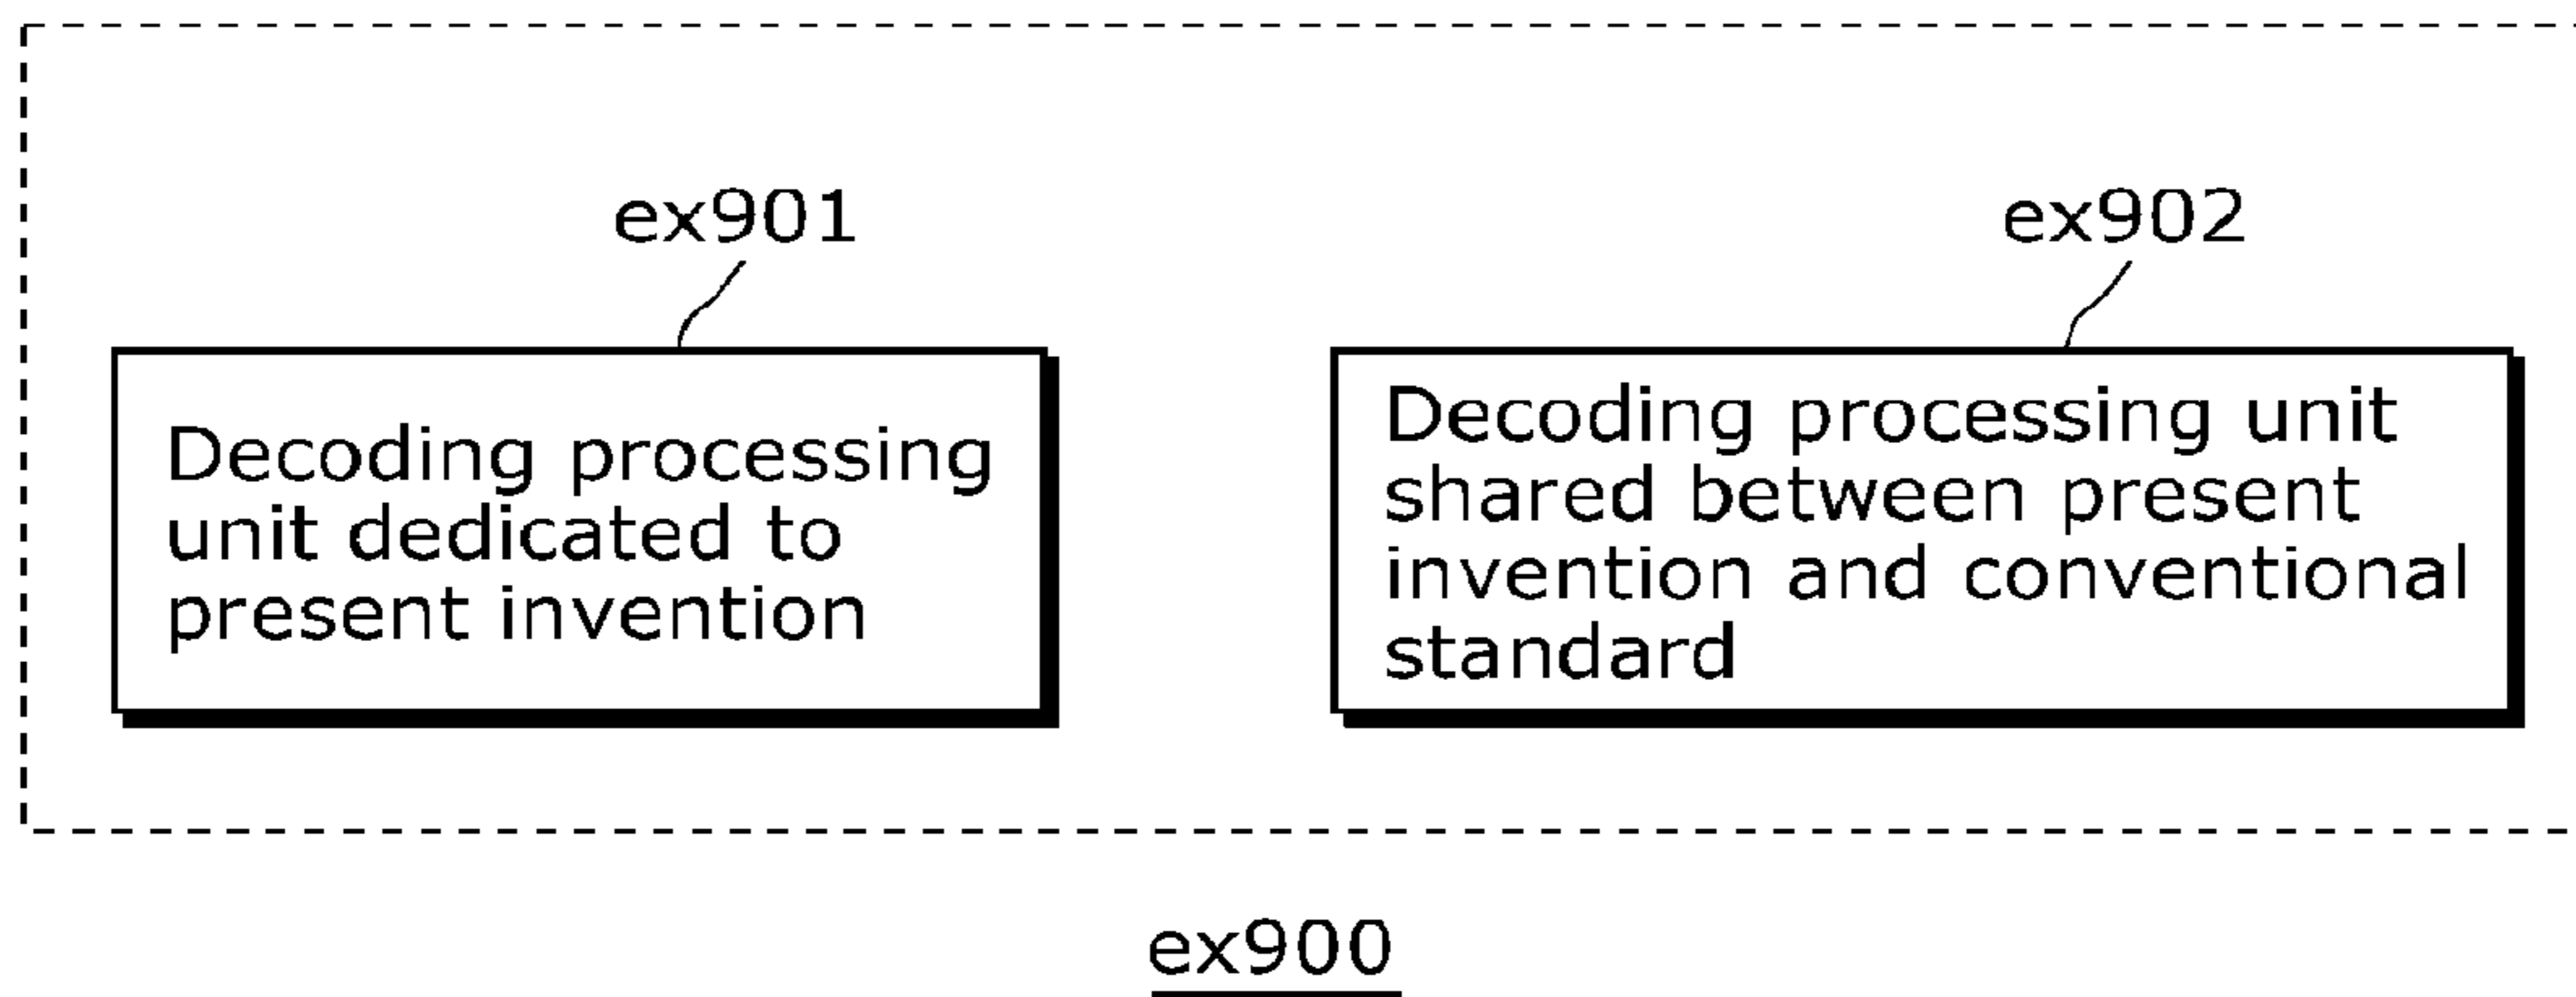 ex901
Decoding processing
unit dedicated to
present invention
ex902
Decoding processing unit
shared between present
invention and conventional
standard
ex900